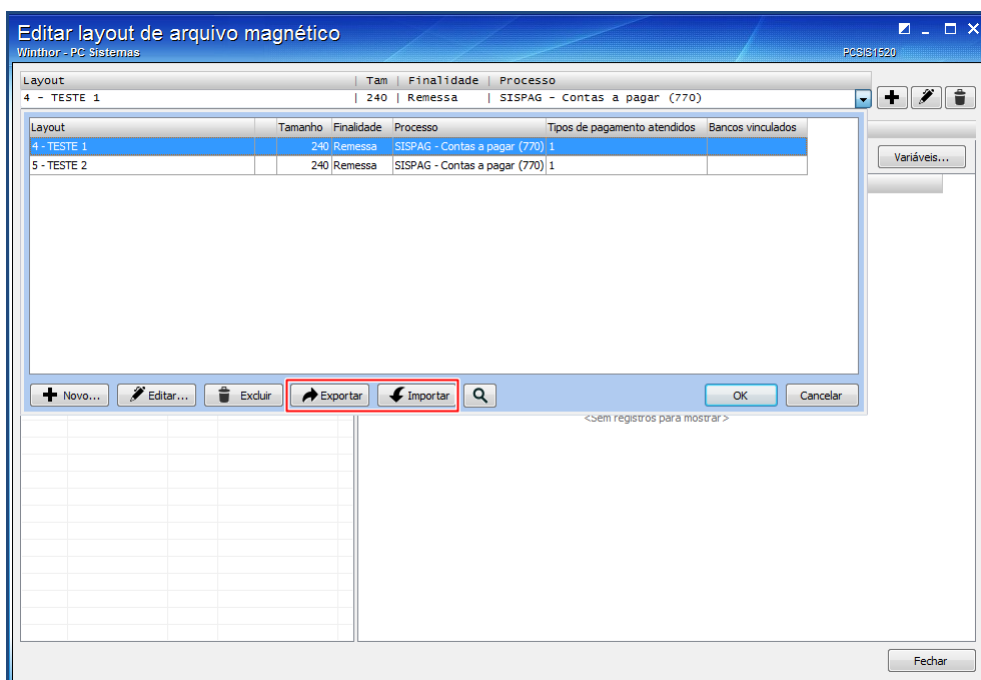 Editar layout de arquivo magnético
Winthor - PC Sistemas PCSIS1520
Layout | Tam | Finalidade | Processo
4 - TESTE 1 | 240 | Remessa | SISPAG - Contas a pagar (770)
Layout Tamanho Finalidade Processo Tipos de pagamento atendidos Bancos vinculados
4 - TESTE 1 240 Remessa SISPAG - Contas a pagar (770) 1
5 - TESTE 2 240 Remessa SISPAG - Contas a pagar (770) 1
Variáveis...
Novo... Editar... Excluir Exportar Importar OK Cancelar
<Sem registros para mostrar>
Fechar